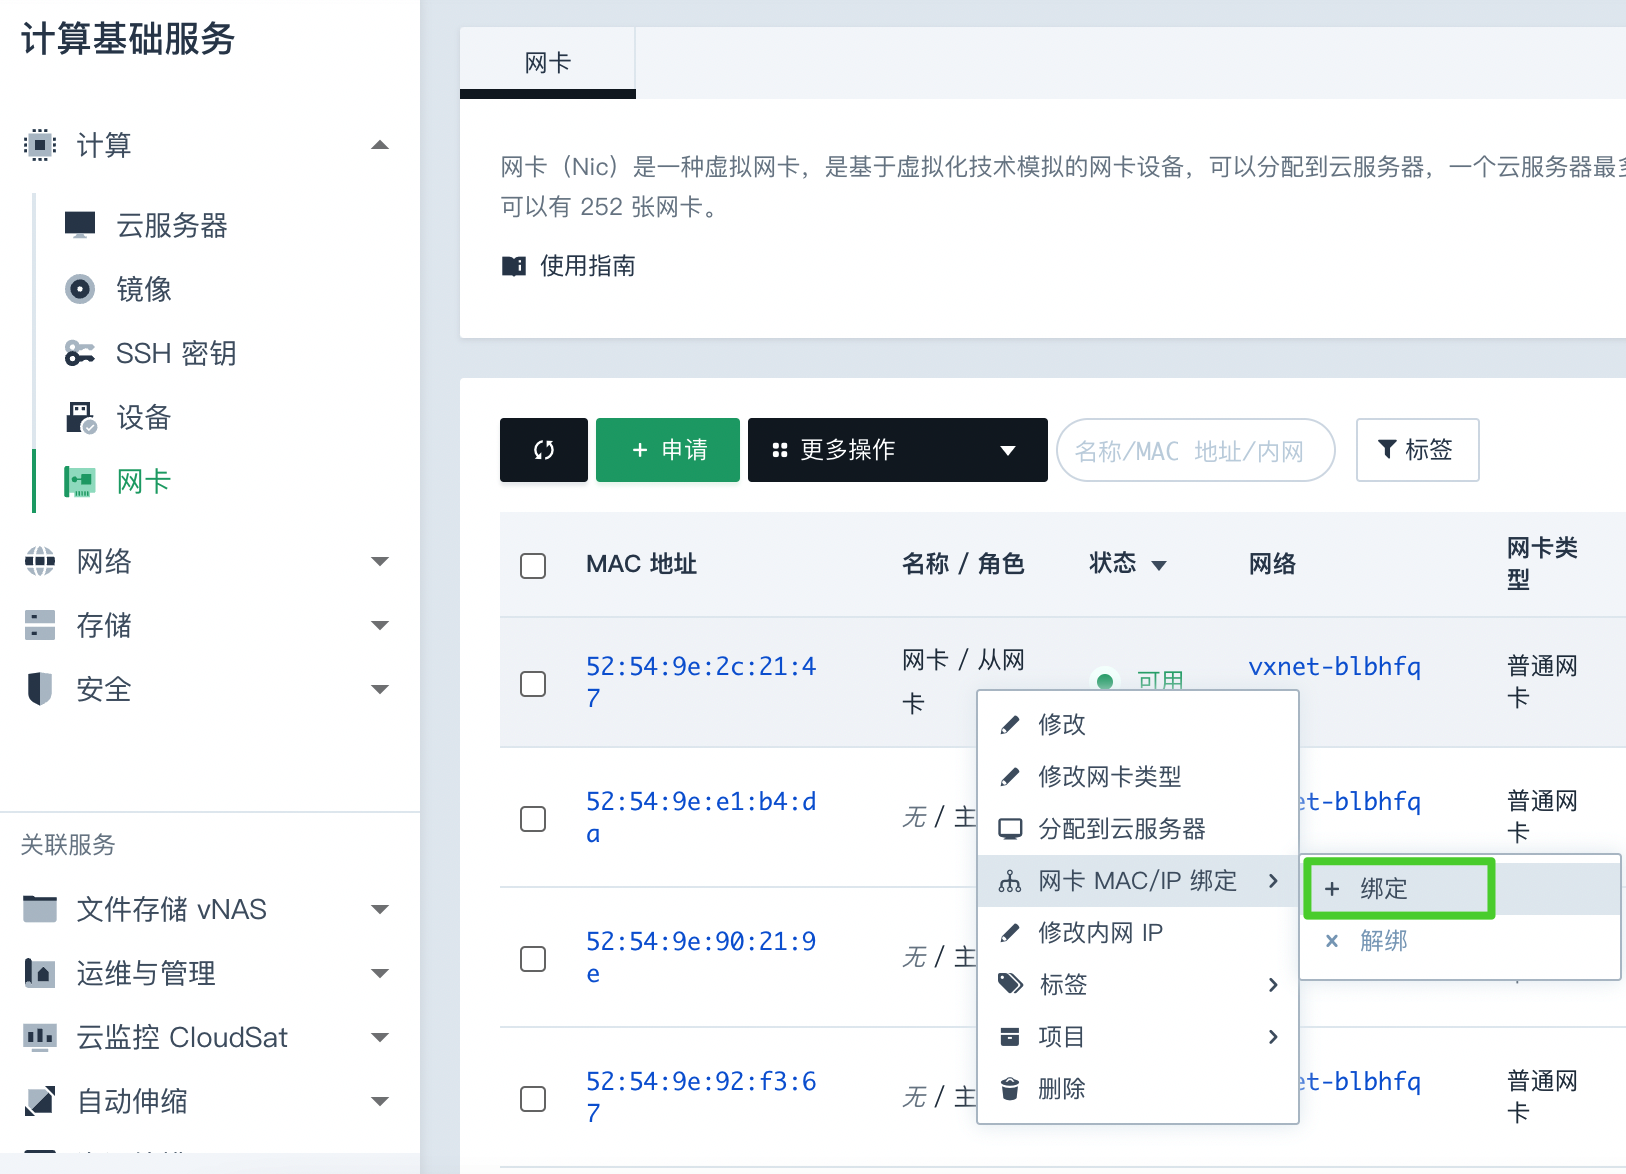 计算基础服务
计算
云服务器
镜像
SSH 密钥
设备
网卡
网络
存储
安全
关联服务
文件存储 vNAS
运维与管理
云监控 CloudSat
自动伸缩
网卡
网卡（Nic）是一种虚拟网卡，是基于虚拟化技术模拟的网卡设备，可以分配到云服务器，一个云服务器最多
可以有 252 张网卡。
使用指南
+ 申请
更多操作
名称/MAC 地址/内网
标签
MAC 地址
名称 / 角色
状态
网络
网卡类
型
52:54:9e:2c:21:4
7
网卡 / 从网
卡
可用
vxnet-blbhfq
普通网
卡
52:54:9e:e1:b4:d
a
无 / 主
et-blbhfq
普通网
卡
52:54:9e:90:21:9
e
无 / 主
52:54:9e:92:f3:6
7
无 / 主
et-blbhfq
普通网
卡
修改
修改网卡类型
分配到云服务器
网卡 MAC/IP 绑定
修改内网 IP
标签
项目
删除
+ 绑定
× 解绑